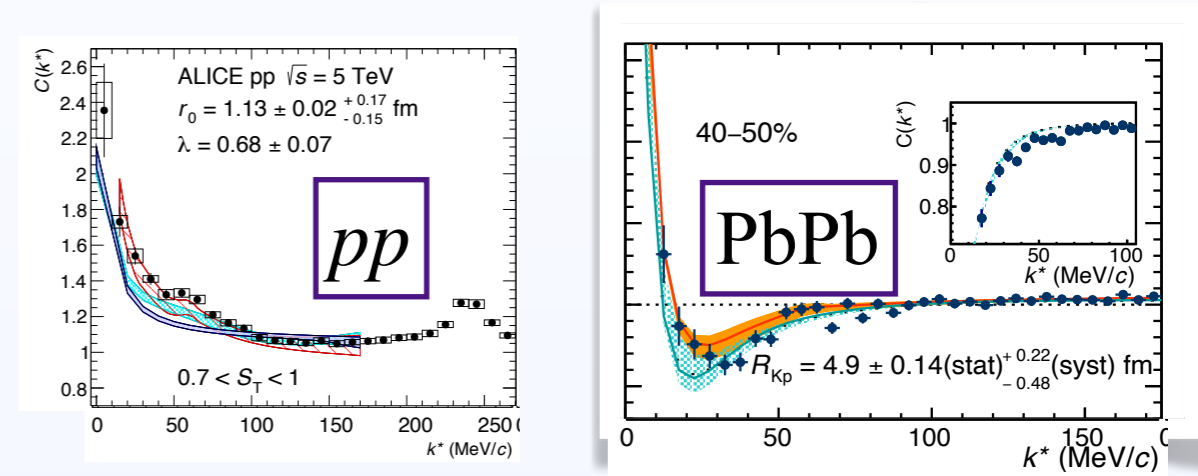 C(k*)
2.6
2.4
2.2
2
1.8
1.6
1.4
1.2
1
0.8
ALICE pp √s = 5 TeV
r₀ = 1.13 ± 0.02 + 0.17 - 0.15 fm
λ = 0.68 ± 0.07
pp
0.7 < S_T < 1
0 50 100 150 200 250
k* (MeV/c)
40–50%
PbPb
C(k*)
1
0.9
0.8
0 50 100
k* (MeV/c)
R_Kp = 4.9 ± 0.14(stat) + 0.22 − 0.48 (syst) fm
0 50 100 150
k* (MeV/c)